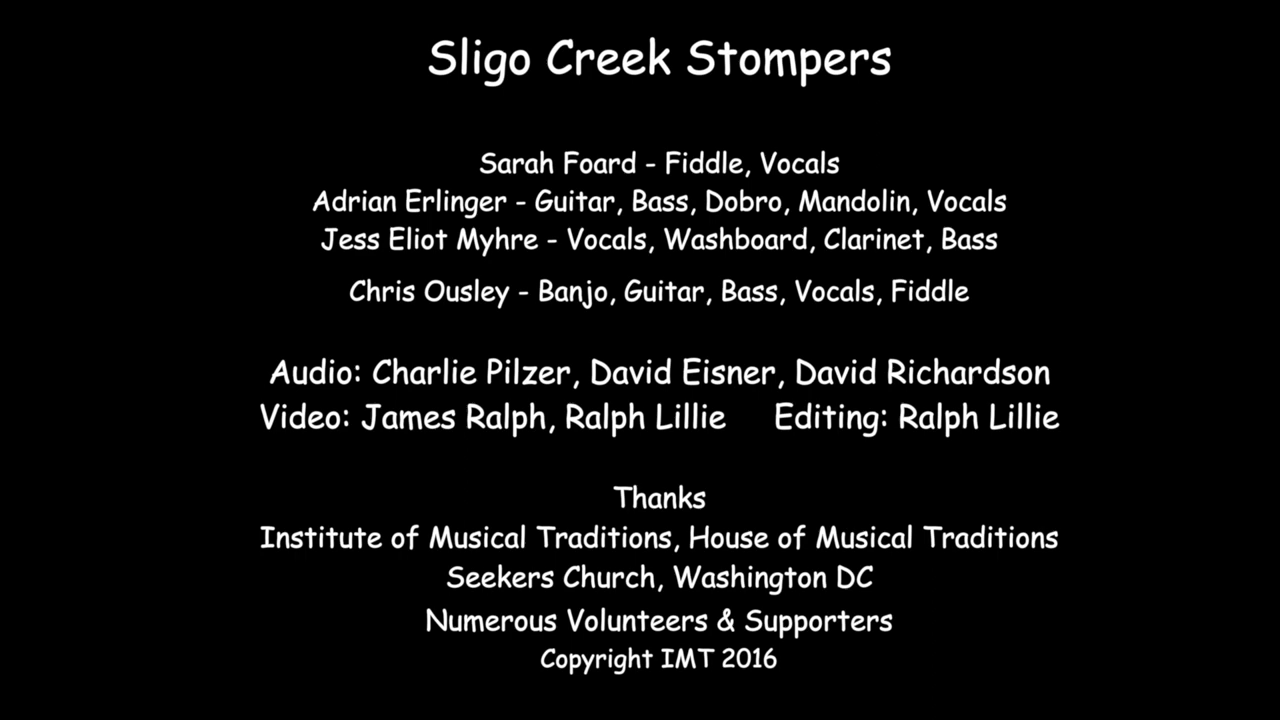 Sligo Creek Stompers
Sarah Foard - Fiddle, Vocals
Adrian Erlinger - Guitar, Bass, Dobro, Mandolin, Vocals
Jess Eliot Myhre - Vocals, Washboard, Clarinet, Bass
Chris Ousley - Banjo, Guitar, Bass, Vocals, Fiddle
Audio: Charlie Pilzer, David Eisner, David Richardson
Video: James Ralph, Ralph Lillie Editing: Ralph Lillie
Thanks
Institute of Musical Traditions, House of Musical Traditions
Seekers Church, Washington DC
Numerous Volunteers & Supporters
Copyright IMT 2016